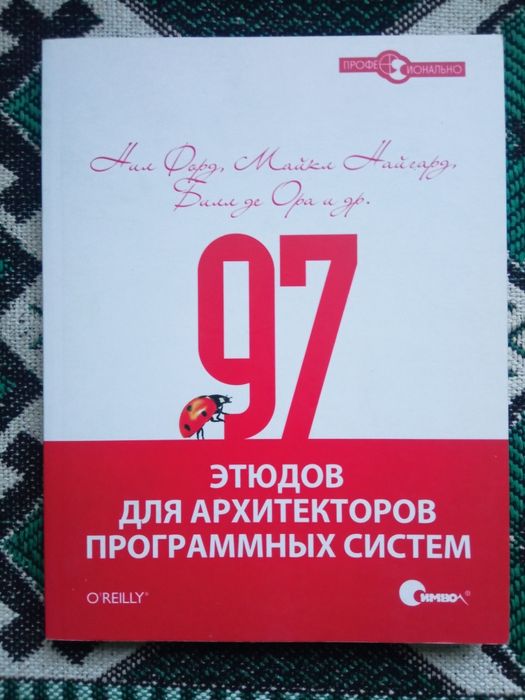 ПРОФЕССИОНАЛЬНО
Нил Форд, Майкл Найгард,
Билл де Ора и др.
97
ЭТЮДОВ
ДЛЯ АРХИТЕКТОРОВ
ПРОГРАММНЫХ СИСТЕМ
O'REILLY®
СИМВОЛ®